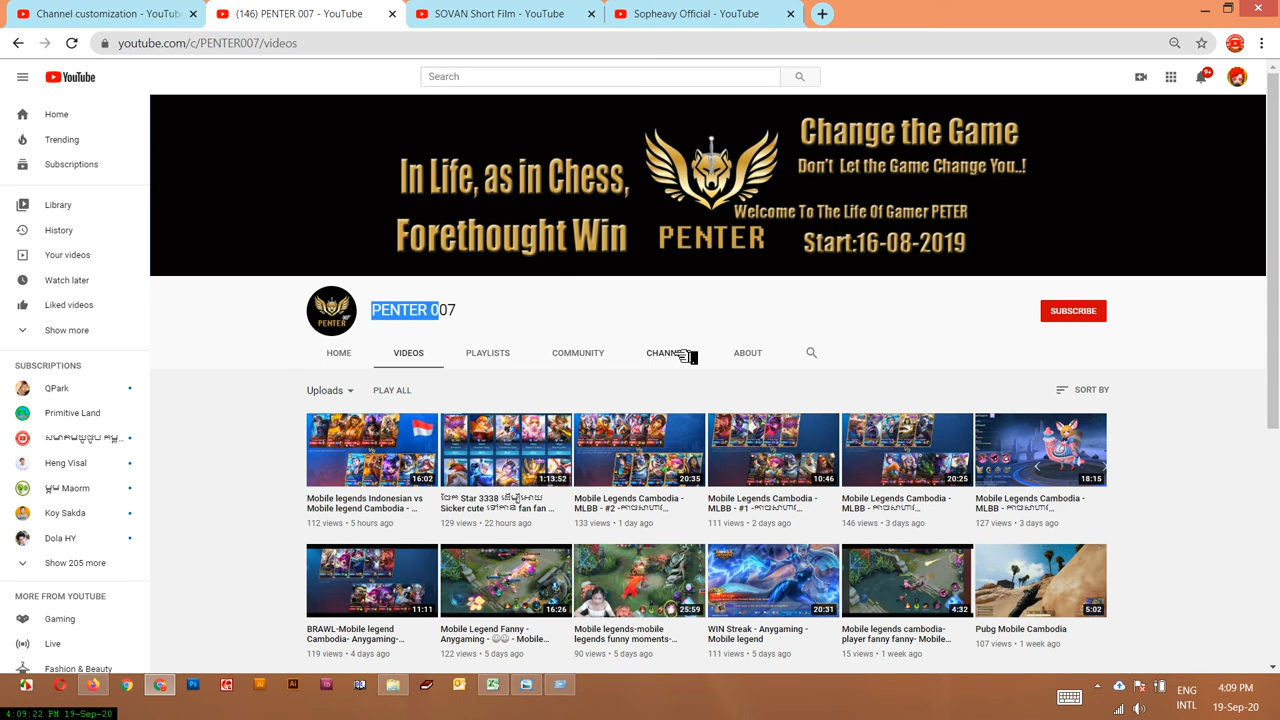 Channel customization - YouTub
(146) PENTER 007 - YouTube
SOVAN Short Film - YouTube
Sopheavy Official - YouTube
youtube.com/c/PENTER007/videos
YouTube
Search
9+
In Life, as in Chess,
Forethought Win
PENTER
Change the Game
Don't Let the Game Change You..!
Welcome To The Life Of Gamer PETER
Start:16-08-2019
Home
Trending
Subscriptions
Library
History
Your videos
Watch later
Liked videos
Show more
SUBSCRIPTIONS
QPark
Primitive Land
Heng Visal
Maorm
Koy Sakda
Dola HY
Show 205 more
MORE FROM YOUTUBE
Gaming
Live
Fashion & Beauty
PENTER
PENTER 007
SUBSCRIBE
HOME
VIDEOS
PLAYLISTS
COMMUNITY
ABOUT
Uploads
PLAY ALL
SORT BY
16:02
1:13:52
20:35
10:46
20:25
18:15
Mobile legends Indonesian vs
Mobile legend Cambodia - ...
112 views • 5 hours ago
Star 3338
Sicker cute fan fan ...
129 views • 22 hours ago
Mobile Legends Cambodia -
MLBB - #2
133 views • 1 day ago
Mobile Legends Cambodia -
MLBB - #1
111 views • 2 days ago
Mobile Legends Cambodia -
MLBB -
146 views • 3 days ago
Mobile Legends Cambodia -
MLBB -
127 views • 3 days ago
11:11
16:26
25:59
20:31
4:32
5:02
BRAWL-Mobile legend
Cambodia- Anygaming-...
119 views • 4 days ago
Mobile Legend Fanny -
Anygaming - 😊😊 - Mobile...
122 views • 5 days ago
Mobile legends-mobile
legends funny moments-...
90 views • 5 days ago
WIN Streak - Anygaming -
Mobile legend
111 views • 5 days ago
Mobile legends cambodia-
player fanny fanny- Mobile...
15 views • 1 week ago
Pubg Mobile Cambodia
107 views • 1 week ago
4:09:22 PM 19-Sep-20
ENG
INTL
4:09 PM
19-Sep-20